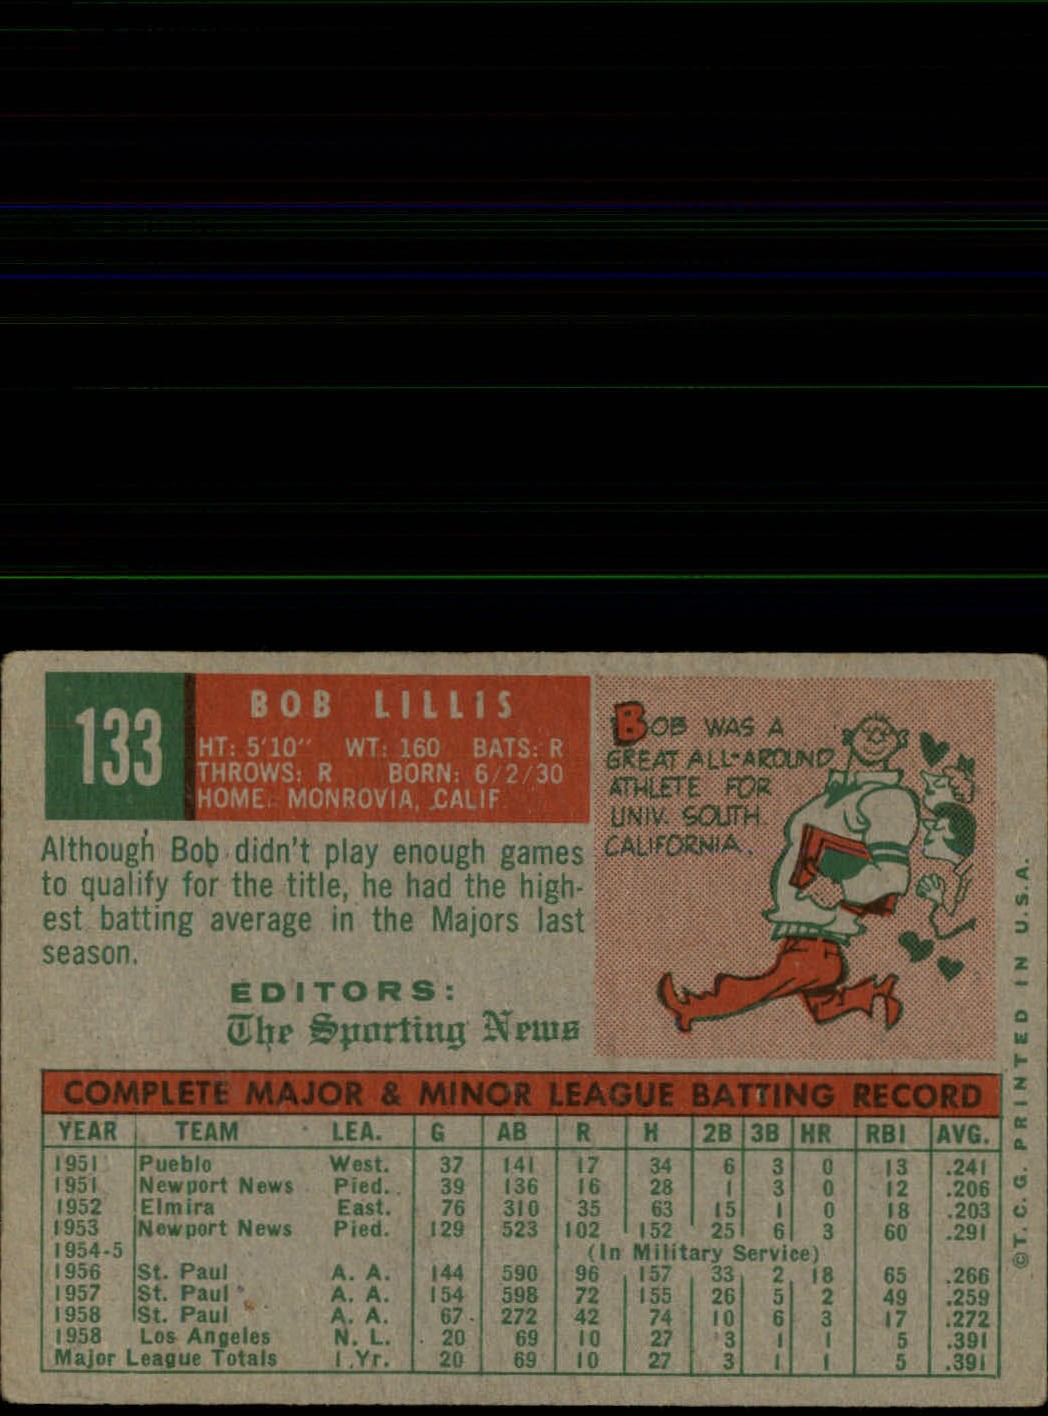 133
BOB LILLIS
HT: 5'10" WT: 160 BATS: R
THROWS: R BORN: 6/2/30
HOME: MONROVIA, CALIF.
Although Bob didn't play enough games
to qualify for the title, he had the high-
est batting average in the Majors last
season.
EDITORS:
The Sporting News
BOB WAS A
GREAT ALL-AROUND
ATHLETE FOR
UNIV. SOUTH
CALIFORNIA.
COMPLETE MAJOR & MINOR LEAGUE BATTING RECORD
YEAR TEAM LEA. G AB R H 2B 3B HR RBI AVG.
1951 Pueblo West. 37 141 17 34 6 3 0 13 .241
1951 Newport News Pied. 39 136 16 28 1 3 0 12 .206
1952 Elmira East. 76 310 35 63 15 1 0 18 .203
1953 Newport News Pied. 129 523 102 152 25 6 3 60 .291
1954-5 (In Military Service)
1956 St. Paul A. A. 144 590 96 157 33 2 18 65 .266
1957 St. Paul A. A. 154 598 72 155 26 5 2 49 .259
1958 St. Paul A. A. 67 272 42 74 10 6 3 17 .272
1958 Los Angeles N. L. 20 69 10 27 3 1 1 5 .391
Major League Totals 1 Yr. 20 69 10 27 3 1 1 5 .391
©T.C.G. PRINTED IN U.S.A.